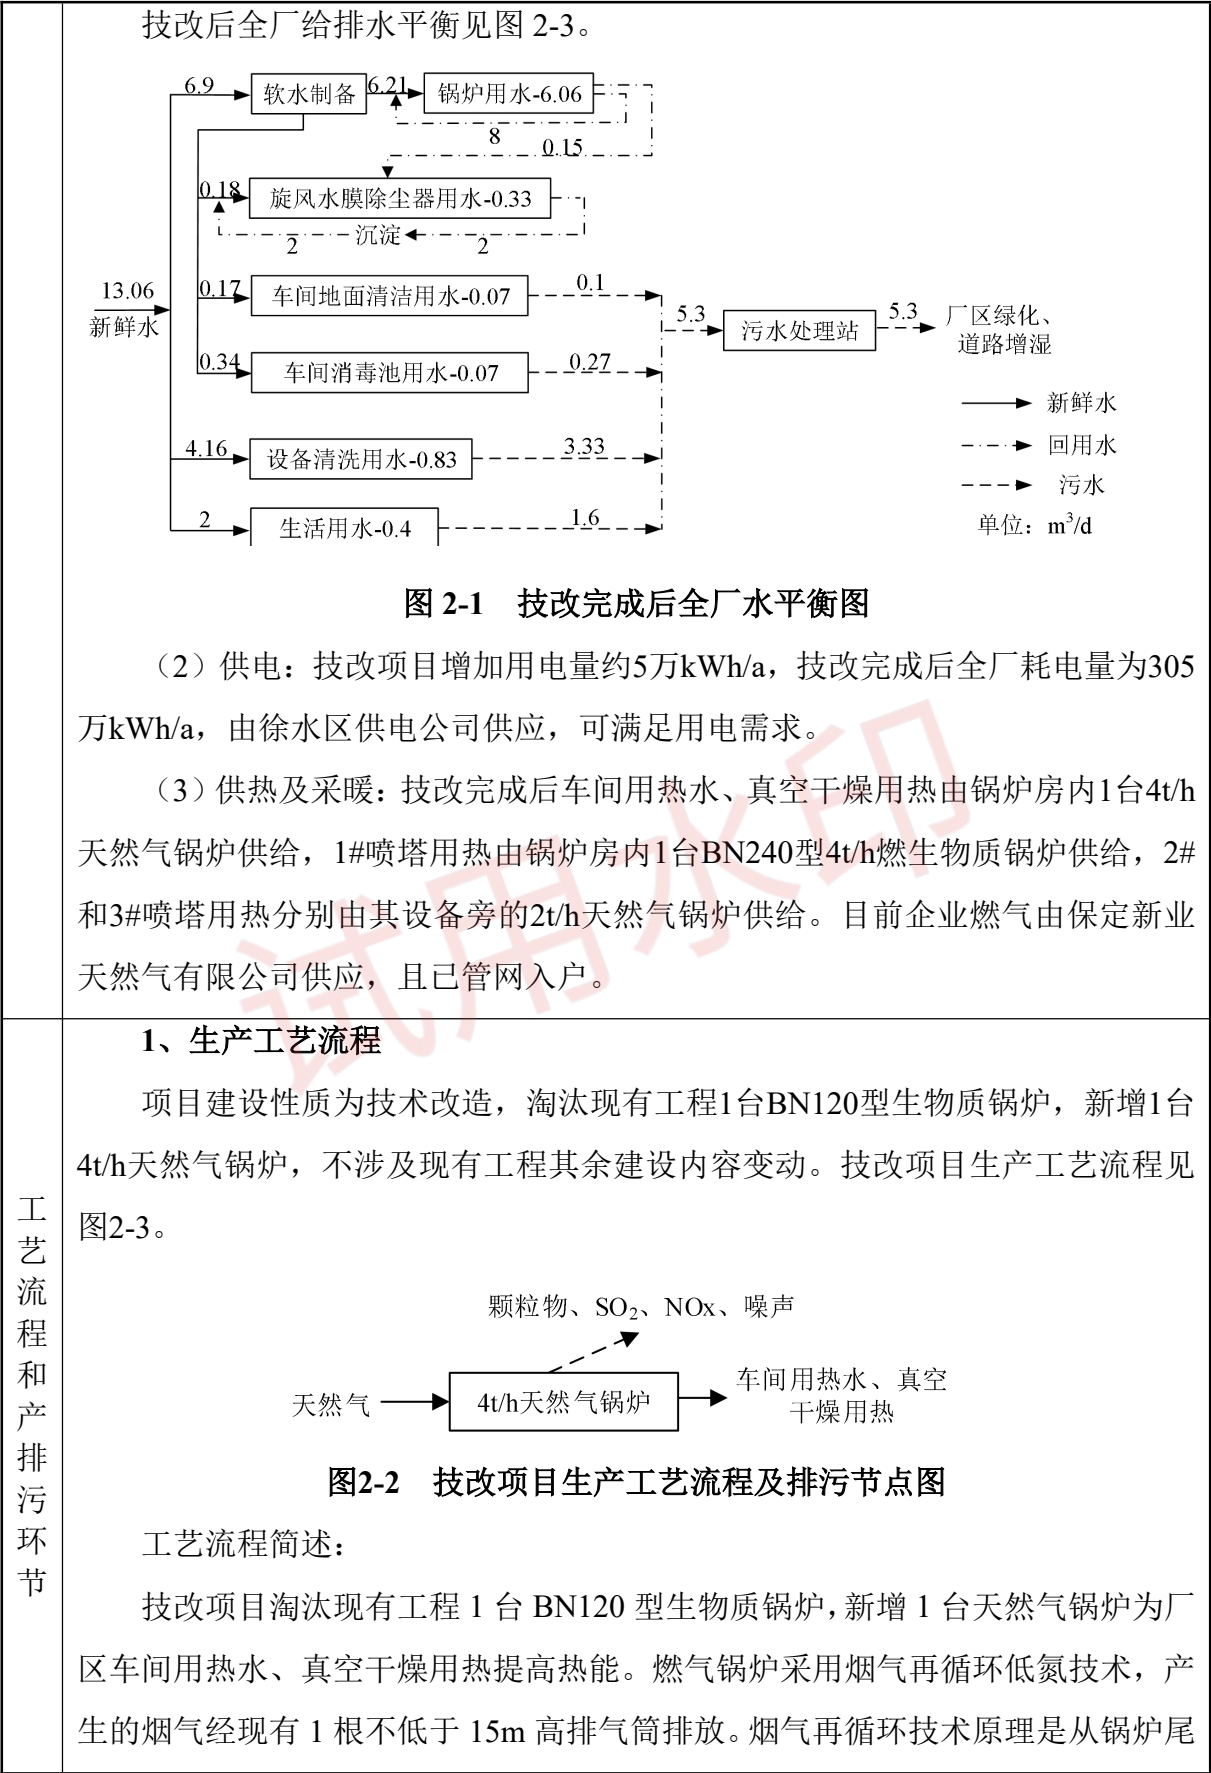 技改后全厂给排水平衡见图 2-3。
6.9
软水制备
6.21
锅炉用水-6.06
8
0.15
0.18
旋风水膜除尘器用水-0.33
2
沉淀
2
13.06
新鲜水
0.17
车间地面清洁用水-0.07
0.1
5.3
污水处理站
5.3
厂区绿化、
道路增湿
0.34
车间消毒池用水-0.07
0.27
新鲜水
回用水
污水
单位：m³/d
4.16
设备清洗用水-0.83
3.33
2
生活用水-0.4
1.6
图 2-1 技改完成后全厂水平衡图
（2）供电：技改项目增加用电量约5万kWh/a，技改完成后全厂耗电量为305
万kWh/a，由徐水区供电公司供应，可满足用电需求。
（3）供热及采暖：技改完成后车间用热水、真空干燥用热由锅炉房内1台4t/h
天然气锅炉供给，1#喷塔用热由锅炉房内1台BN240型4t/h燃生物质锅炉供给，2#
和3#喷塔用热分别由其设备旁的2t/h天然气锅炉供给。目前企业燃气由保定新业
天然气有限公司供应，且已管网入户。
试用水印
工艺流程和产排污环节
1、生产工艺流程
项目建设性质为技术改造，淘汰现有工程1台BN120型生物质锅炉，新增1台
4t/h天然气锅炉，不涉及现有工程其余建设内容变动。技改项目生产工艺流程见
图2-3。
颗粒物、SO₂、NOx、噪声
天然气
4t/h天然气锅炉
车间用热水、真空
干燥用热
图2-2 技改项目生产工艺流程及排污节点图
工艺流程简述：
技改项目淘汰现有工程 1 台 BN120 型生物质锅炉，新增 1 台天然气锅炉为厂
区车间用热水、真空干燥用热提高热能。燃气锅炉采用烟气再循环低氮技术，产
生的烟气经现有 1 根不低于 15m 高排气筒排放。烟气再循环技术原理是从锅炉尾